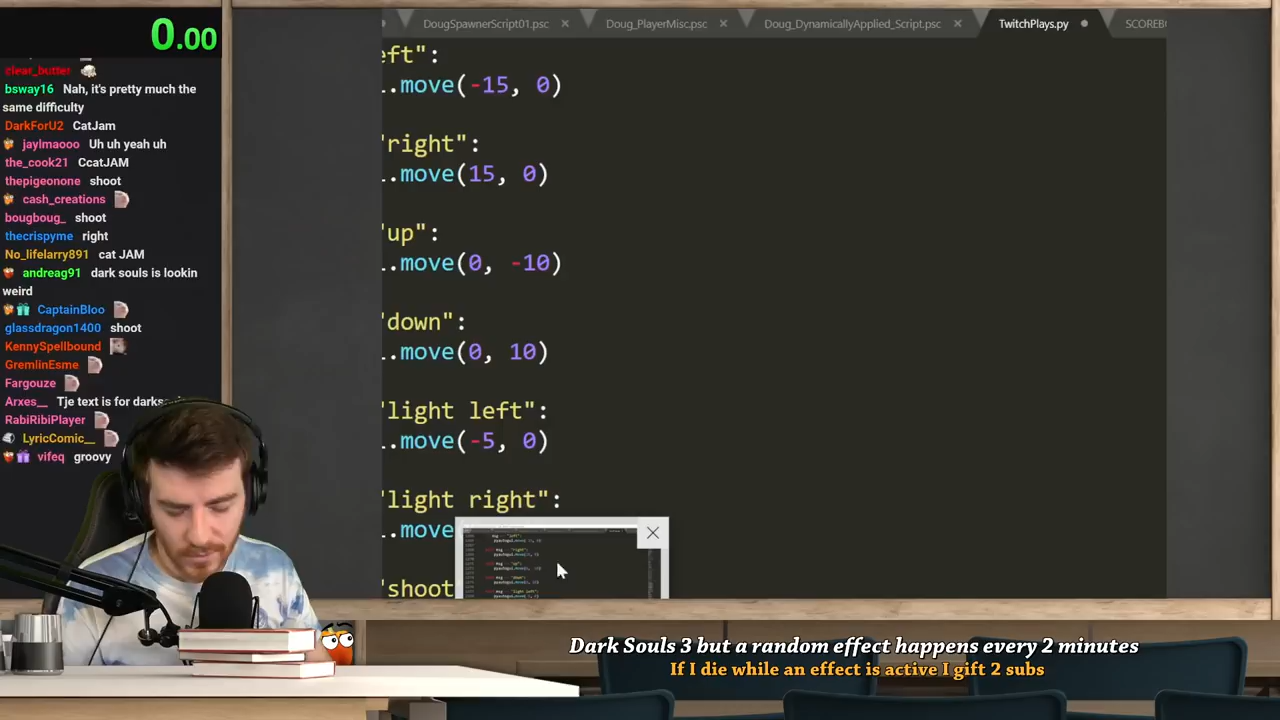 0.00
DougSpawnerScript01.psc × Doug_PlayerMisc.psc × Doug_DynamicallyApplied_Script.psc × TwitchPlays.py SCOREB
clear_butter
bsway16 Nah, it's pretty much the
same difficulty
DarkForU2 CatJam
jaylmaooo Uh uh yeah uh
the_cook21 CcatJAM
thepigeonone shoot
cash_creations
bougboug_ shoot
thecrispyme right
No_lifelarry891 cat JAM
andreag91 dark souls is lookin
weird
CaptainBloo
glassdragon1400 shoot
KennySpellbound
GremlinEsme
Fargouze
Arxes__ Tje text is for darks
RabiRibiPlayer
LyricComic__
vifeq groovy
eft":
.move(-15, 0)
"right":
.move(15, 0)
"up":
.move(0, -10)
"down":
.move(0, 10)
"light left":
.move(-5, 0)
"light right":
.move
"shoot
Dark Souls 3 but a random effect happens every 2 minutes
If I die while an effect is active I gift 2 subs